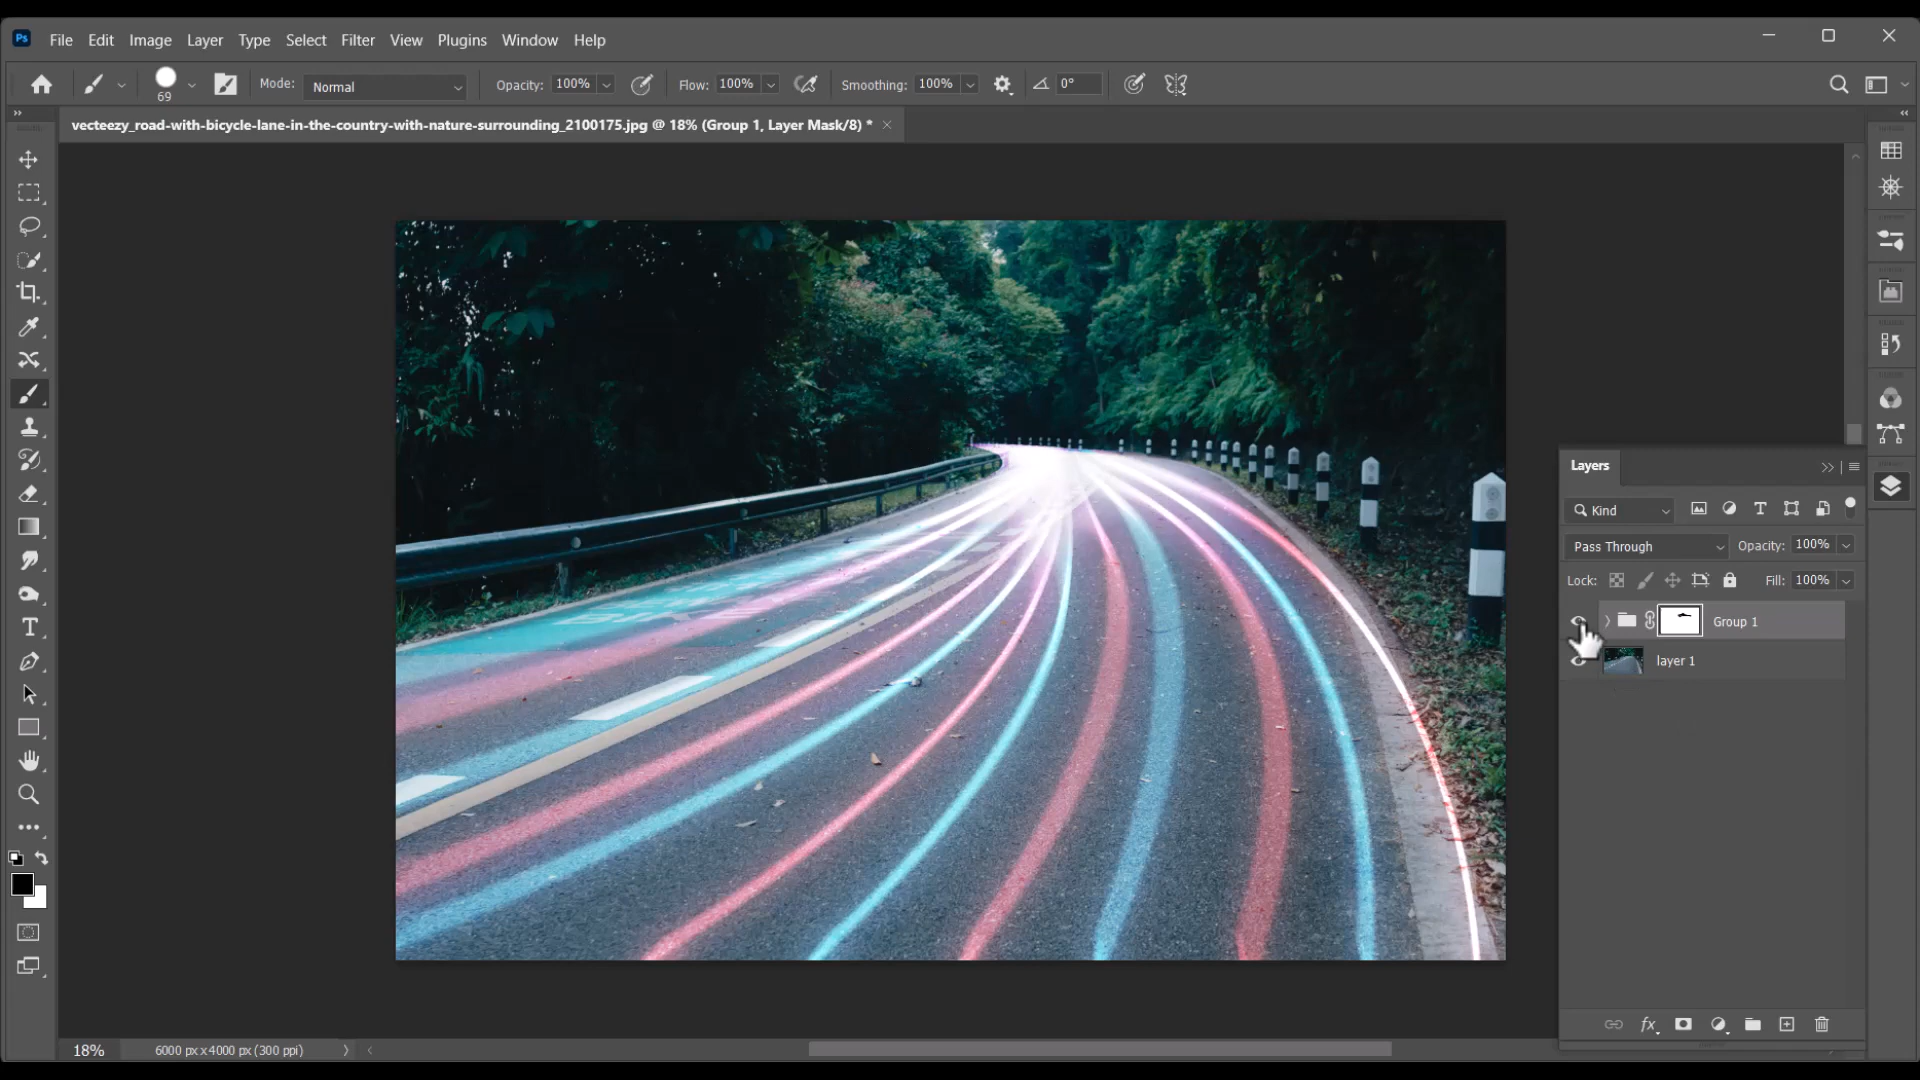 Ps File Edit Image Layer Type Select Filter View Plugins Window Help
69 Mode: Normal Opacity: 100% Flow: 100% Smoothing: 100% 0°
vecteezy_road-with-bicycle-lane-in-the-country-with-nature-surrounding_2100175.jpg @ 18% (Group 1, Layer Mask/8) *
Layers
Kind
Pass Through Opacity: 100%
Lock: Fill: 100%
Group 1
layer 1
fx
18% 6000 px x 4000 px (300 ppi)